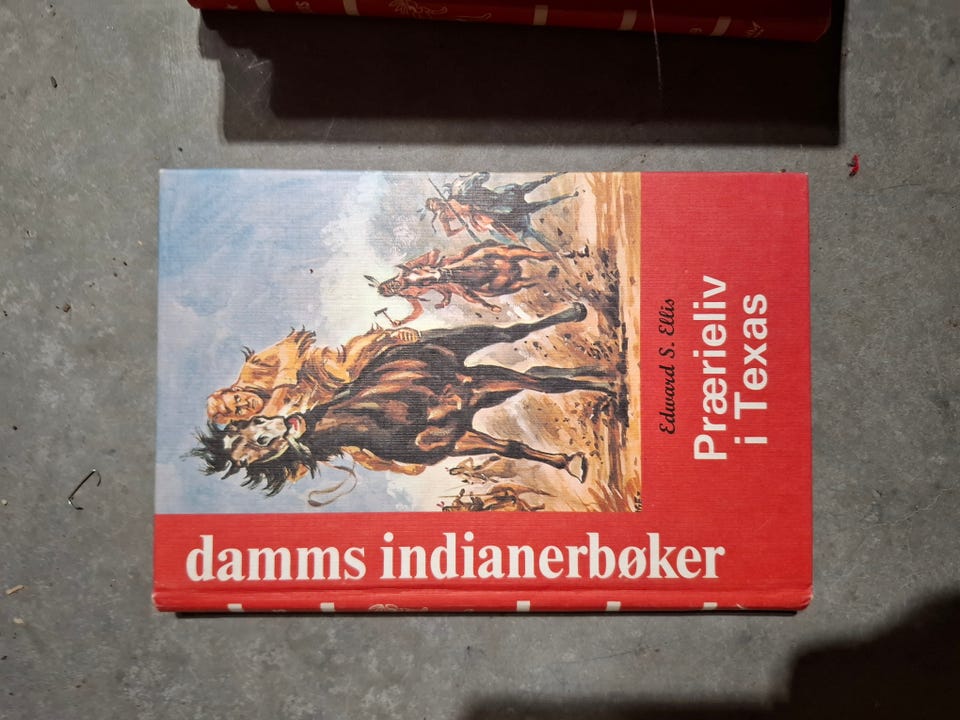 damms indianerbøker
Edward S. Ellis
Prærieliv
i Texas